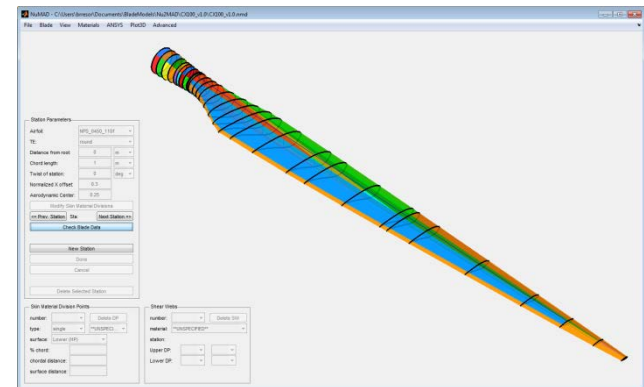 NuMAD - C:\Users\brresor\Documents\BladeModels\Nu2MAD\CX100_v1.0\CX100_v1.0.nmd
File Blade View Materials ANSYS Plot3D Advanced
Station Parameters
Airfoil:
TE: round
Distance from root: 0 m
Chord length: 1 m
Twist of station: 0 deg
Normalized X offset: 0.3
Aerodynamic Center: 0.25
Modify Skin Material Divisions
<< Prev. Station Sta: Next Station >>
Check Blade Data
New Station
Done
Cancel
Delete Selected Station
Skin Material Division Points
number: Delete DP
type: single **UNSPECI...
surface: Lower (HP)
% chord:
chordal distance:
surface distance:
Shear Webs
number: Delete SW
material: **UNSPECIFIED**
station:
Upper DP:
Lower DP: